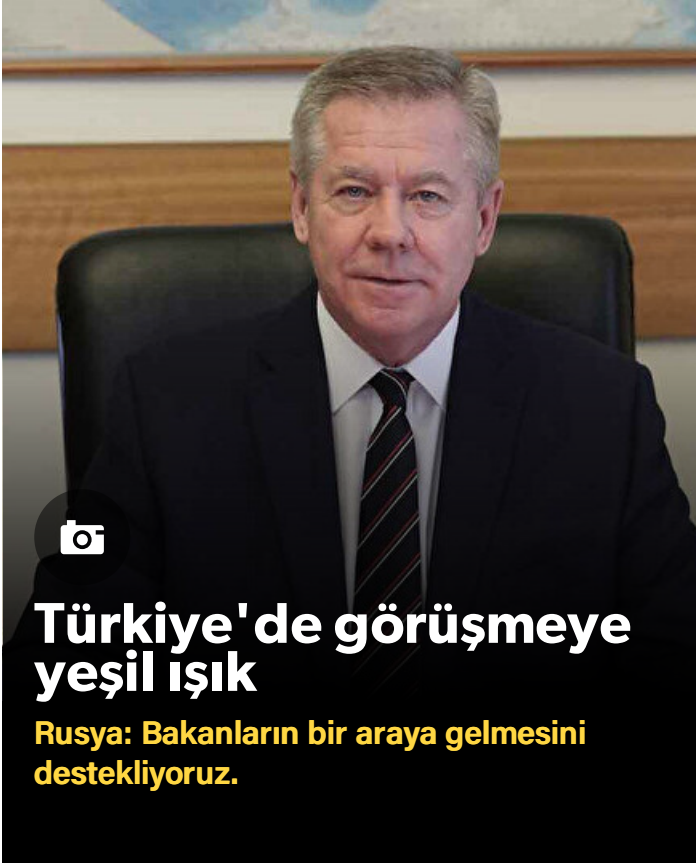 Türkiye'de görüşmeye
yeşil ışık
Rusya: Bakanların bir araya gelmesini
destekliyoruz.